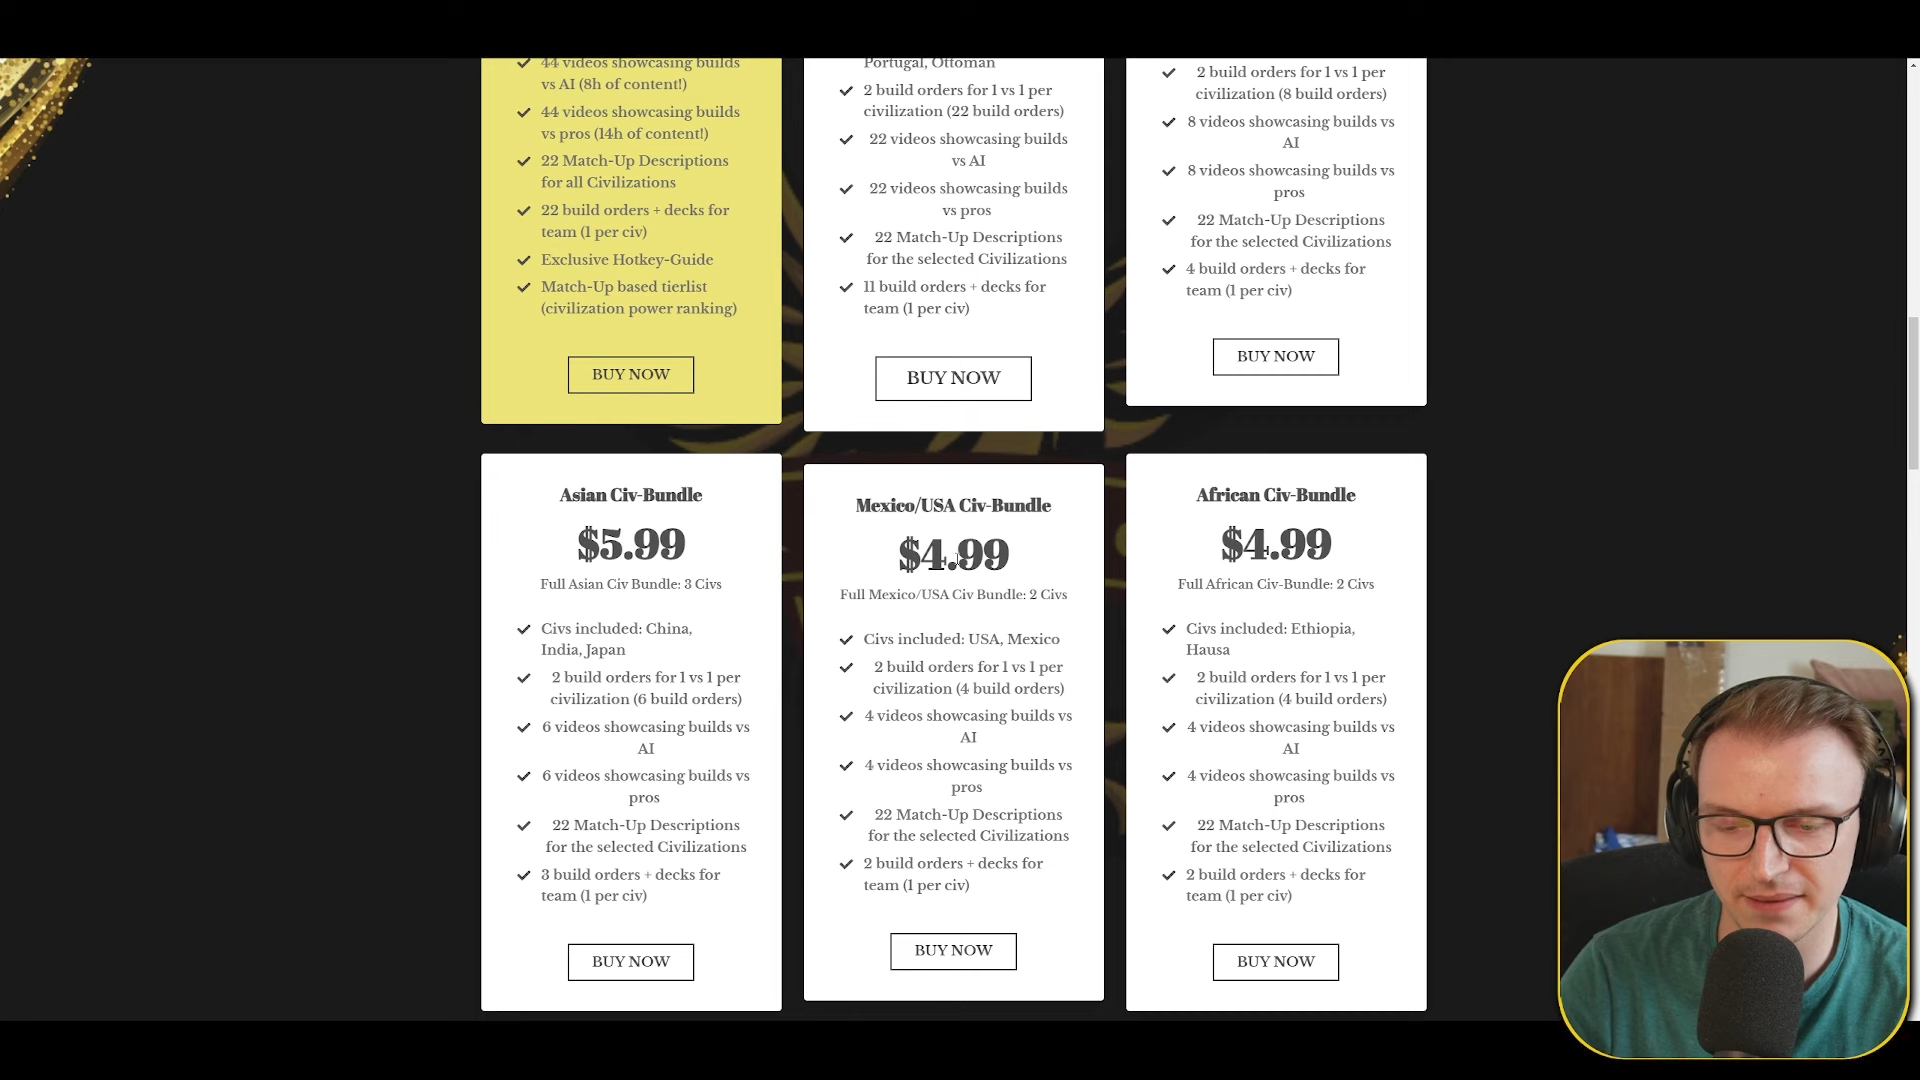 44 videos showcasing builds
vs AI (8h of content!)
44 videos showcasing builds
vs pros (14h of content!)
22 Match-Up Descriptions
for all Civilizations
22 build orders + decks for
team (1 per civ)
Exclusive Hotkey-Guide
Match-Up based tierlist
(civilization power ranking)
BUY NOW
Portugal, Ottoman
2 build orders for 1 vs 1 per
civilization (22 build orders)
22 videos showcasing builds
vs AI
22 videos showcasing builds
vs pros
22 Match-Up Descriptions
for the selected Civilizations
11 build orders + decks for
team (1 per civ)
BUY NOW
2 build orders for 1 vs 1 per
civilization (8 build orders)
8 videos showcasing builds vs
AI
8 videos showcasing builds vs
pros
22 Match-Up Descriptions
for the selected Civilizations
4 build orders + decks for
team (1 per civ)
BUY NOW
Asian Civ-Bundle
$5.99
Full Asian Civ Bundle: 3 Civs
Civs included: China,
India, Japan
2 build orders for 1 vs 1 per
civilization (6 build orders)
6 videos showcasing builds vs
AI
6 videos showcasing builds vs
pros
22 Match-Up Descriptions
for the selected Civilizations
3 build orders + decks for
team (1 per civ)
BUY NOW
Mexico/USA Civ-Bundle
$4.99
Full Mexico/USA Civ Bundle: 2 Civs
Civs included: USA, Mexico
2 build orders for 1 vs 1 per
civilization (4 build orders)
4 videos showcasing builds vs
AI
4 videos showcasing builds vs
pros
22 Match-Up Descriptions
for the selected Civilizations
2 build orders + decks for
team (1 per civ)
BUY NOW
African Civ-Bundle
$4.99
Full African Civ-Bundle: 2 Civs
Civs included: Ethiopia,
Hausa
2 build orders for 1 vs 1 per
civilization (4 build orders)
4 videos showcasing builds vs
AI
4 videos showcasing builds vs
pros
22 Match-Up Descriptions
for the selected Civilizations
2 build orders + decks for
team (1 per civ)
BUY NOW